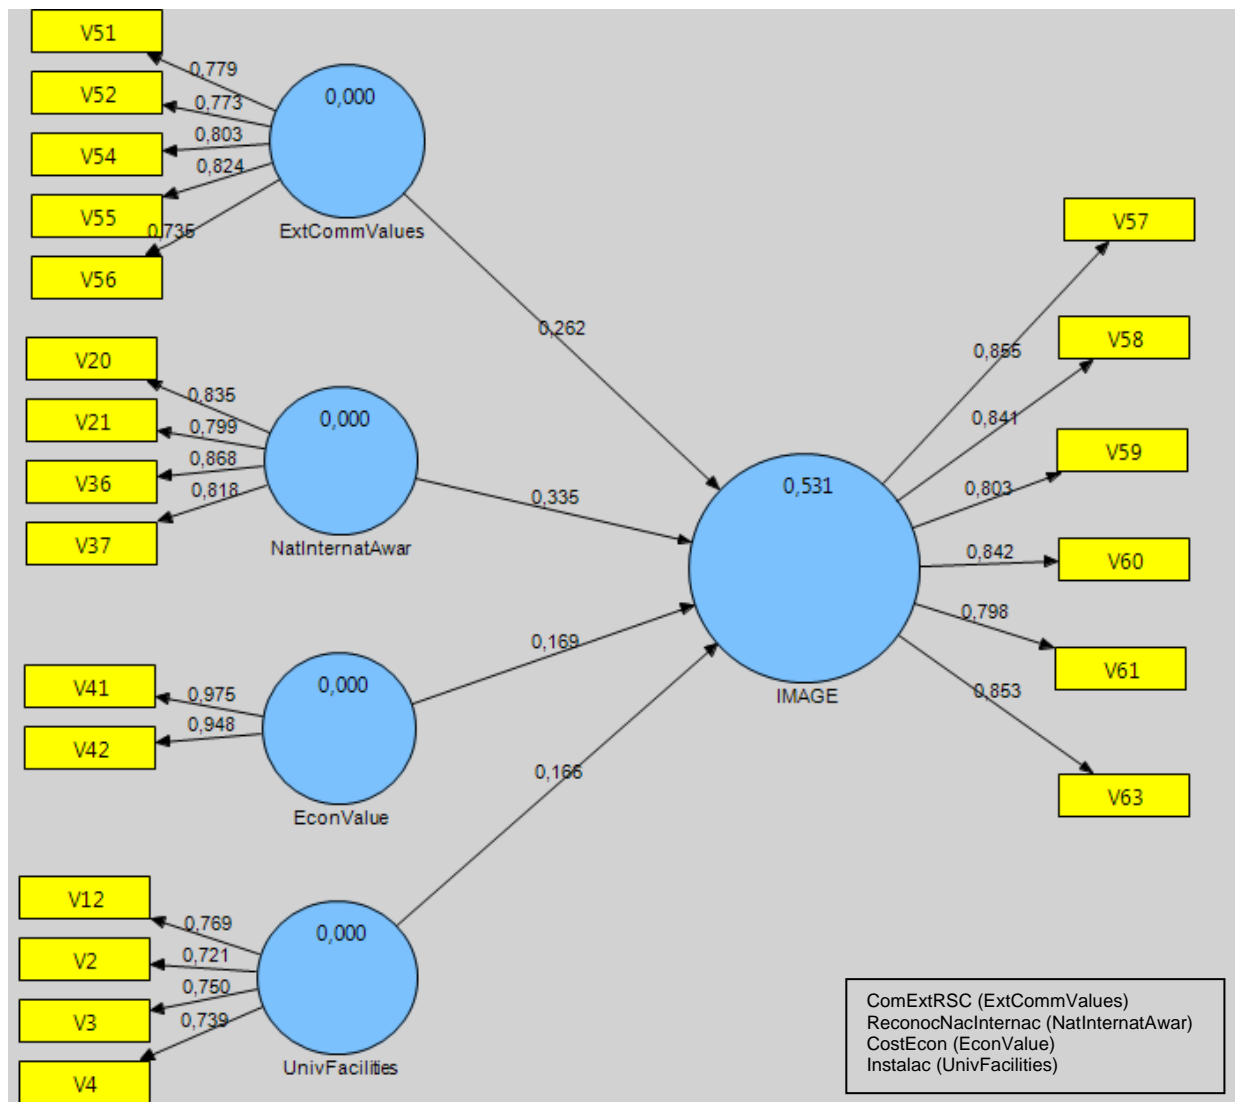 V51
0,779
V52
0,773
V54
0,803
V55
0,824
V56
0,735
0,000
ExtCommValues
0,262
V20
0,835
V21
0,799
V36
0,868
V37
0,818
0,000
NatInternatAwar
0,335
V41
0,975
V42
0,948
0,000
EconValue
0,169
V12
0,769
V2
0,721
V3
0,750
V4
0,739
0,000
UnivFacilities
0,166
0,531
IMAGE
V57
0,855
V58
0,841
V59
0,803
V60
0,842
V61
0,798
V63
0,853
ComExtRSC (ExtCommValues)
ReconocNacInternac (NatInternatAwar)
CostEcon (EconValue)
Instalac (UnivFacilities)